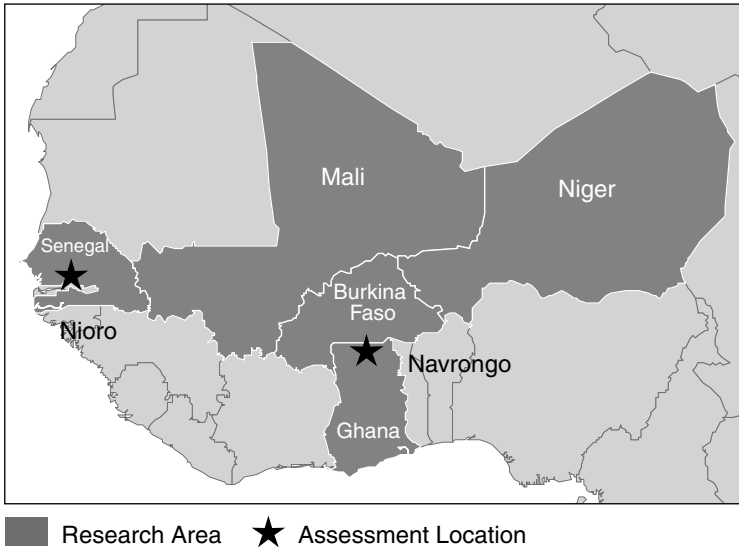 Mali
Niger
Senegal
Burkina
Faso
Nioro
Navrongo
Ghana
Research Area
Assessment Location